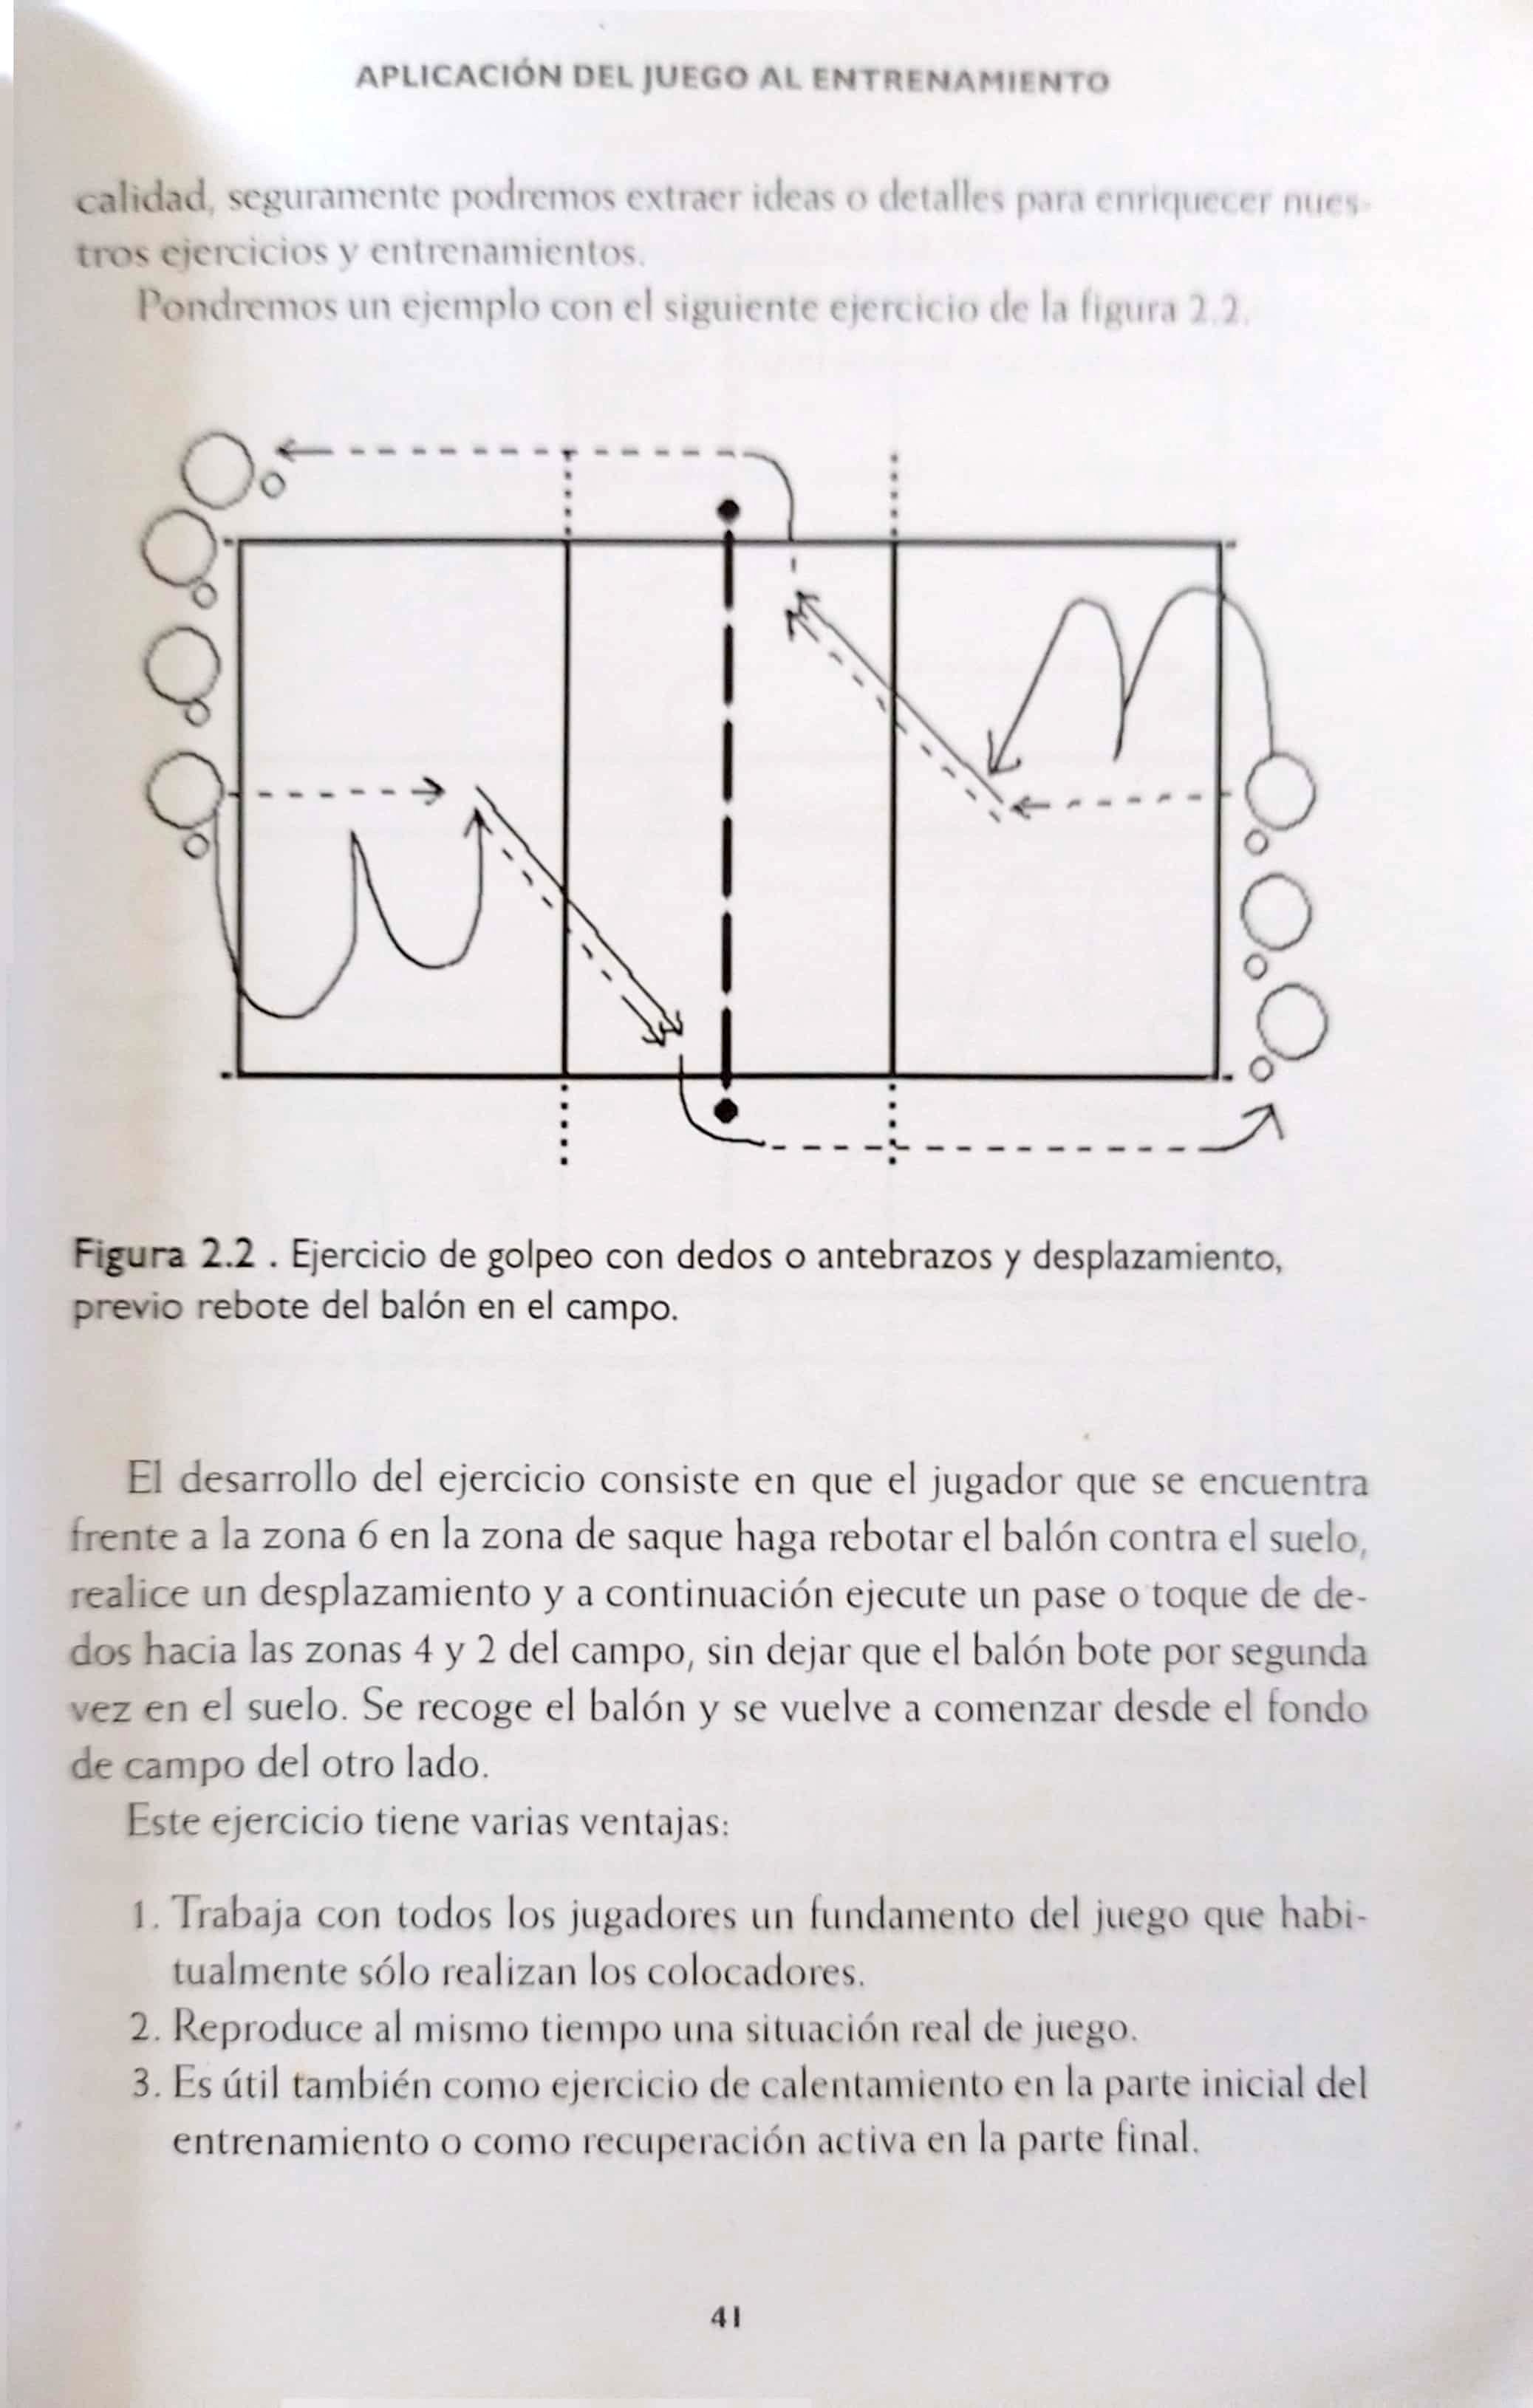 APLICACIÓN DEL JUEGO AL ENTRENAMIENTO
calidad, seguramente podremos extraer ideas o detalles para enriquecer nues-
tros ejercicios y entrenamientos.
Pondremos un ejemplo con el siguiente ejercicio de la figura 2.2.
Figura 2.2 . Ejercicio de golpeo con dedos o antebrazos y desplazamiento,
previo rebote del balón en el campo.
El desarrollo del ejercicio consiste en que el jugador que se encuentra
frente a la zona 6 en la zona de saque haga rebotar el balón contra el suelo,
realice un desplazamiento y a continuación ejecute un pase o toque de de-
dos hacia las zonas 4 y 2 del campo, sin dejar que el balón bote por segunda
vez en el suelo. Se recoge el balón y se vuelve a comenzar desde el fondo
de campo del otro lado.
Este ejercicio tiene varias ventajas:
1. Trabaja con todos los jugadores un fundamento del juego que habi-
tualmente sólo realizan los colocadores.
2. Reproduce al mismo tiempo una situación real de juego.
3. Es útil también como ejercicio de calentamiento en la parte inicial del
entrenamiento o como recuperación activa en la parte final.
41